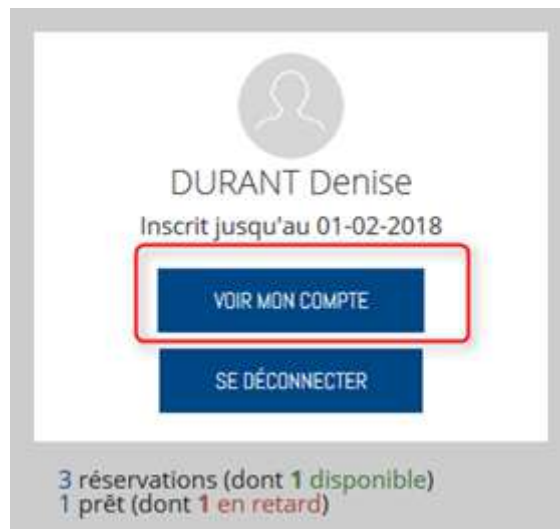 DURANT Denise
Inscrit jusqu'au 01-02-2018
VOIR MON COMPTE
SE DÉCONNECTER
3 réservations (dont 1 disponible)
1 prêt (dont 1 en retard)